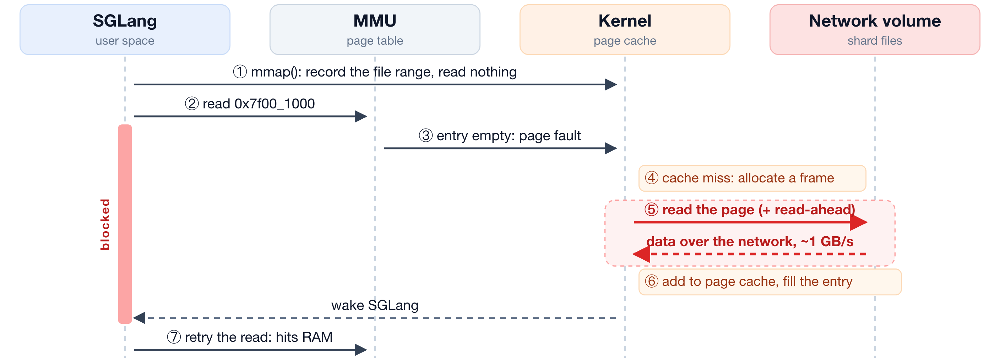 SGLang
user space
MMU
page table
Kernel
page cache
Network volume
shard files
① mmap(): record the file range, read nothing
② read 0x7f00_1000
③ entry empty: page fault
④ cache miss: allocate a frame
⑤ read the page (+ read-ahead)
blocked
data over the network, ~1 GB/s
⑥ add to page cache, fill the entry
wake SGLang
⑦ retry the read: hits RAM